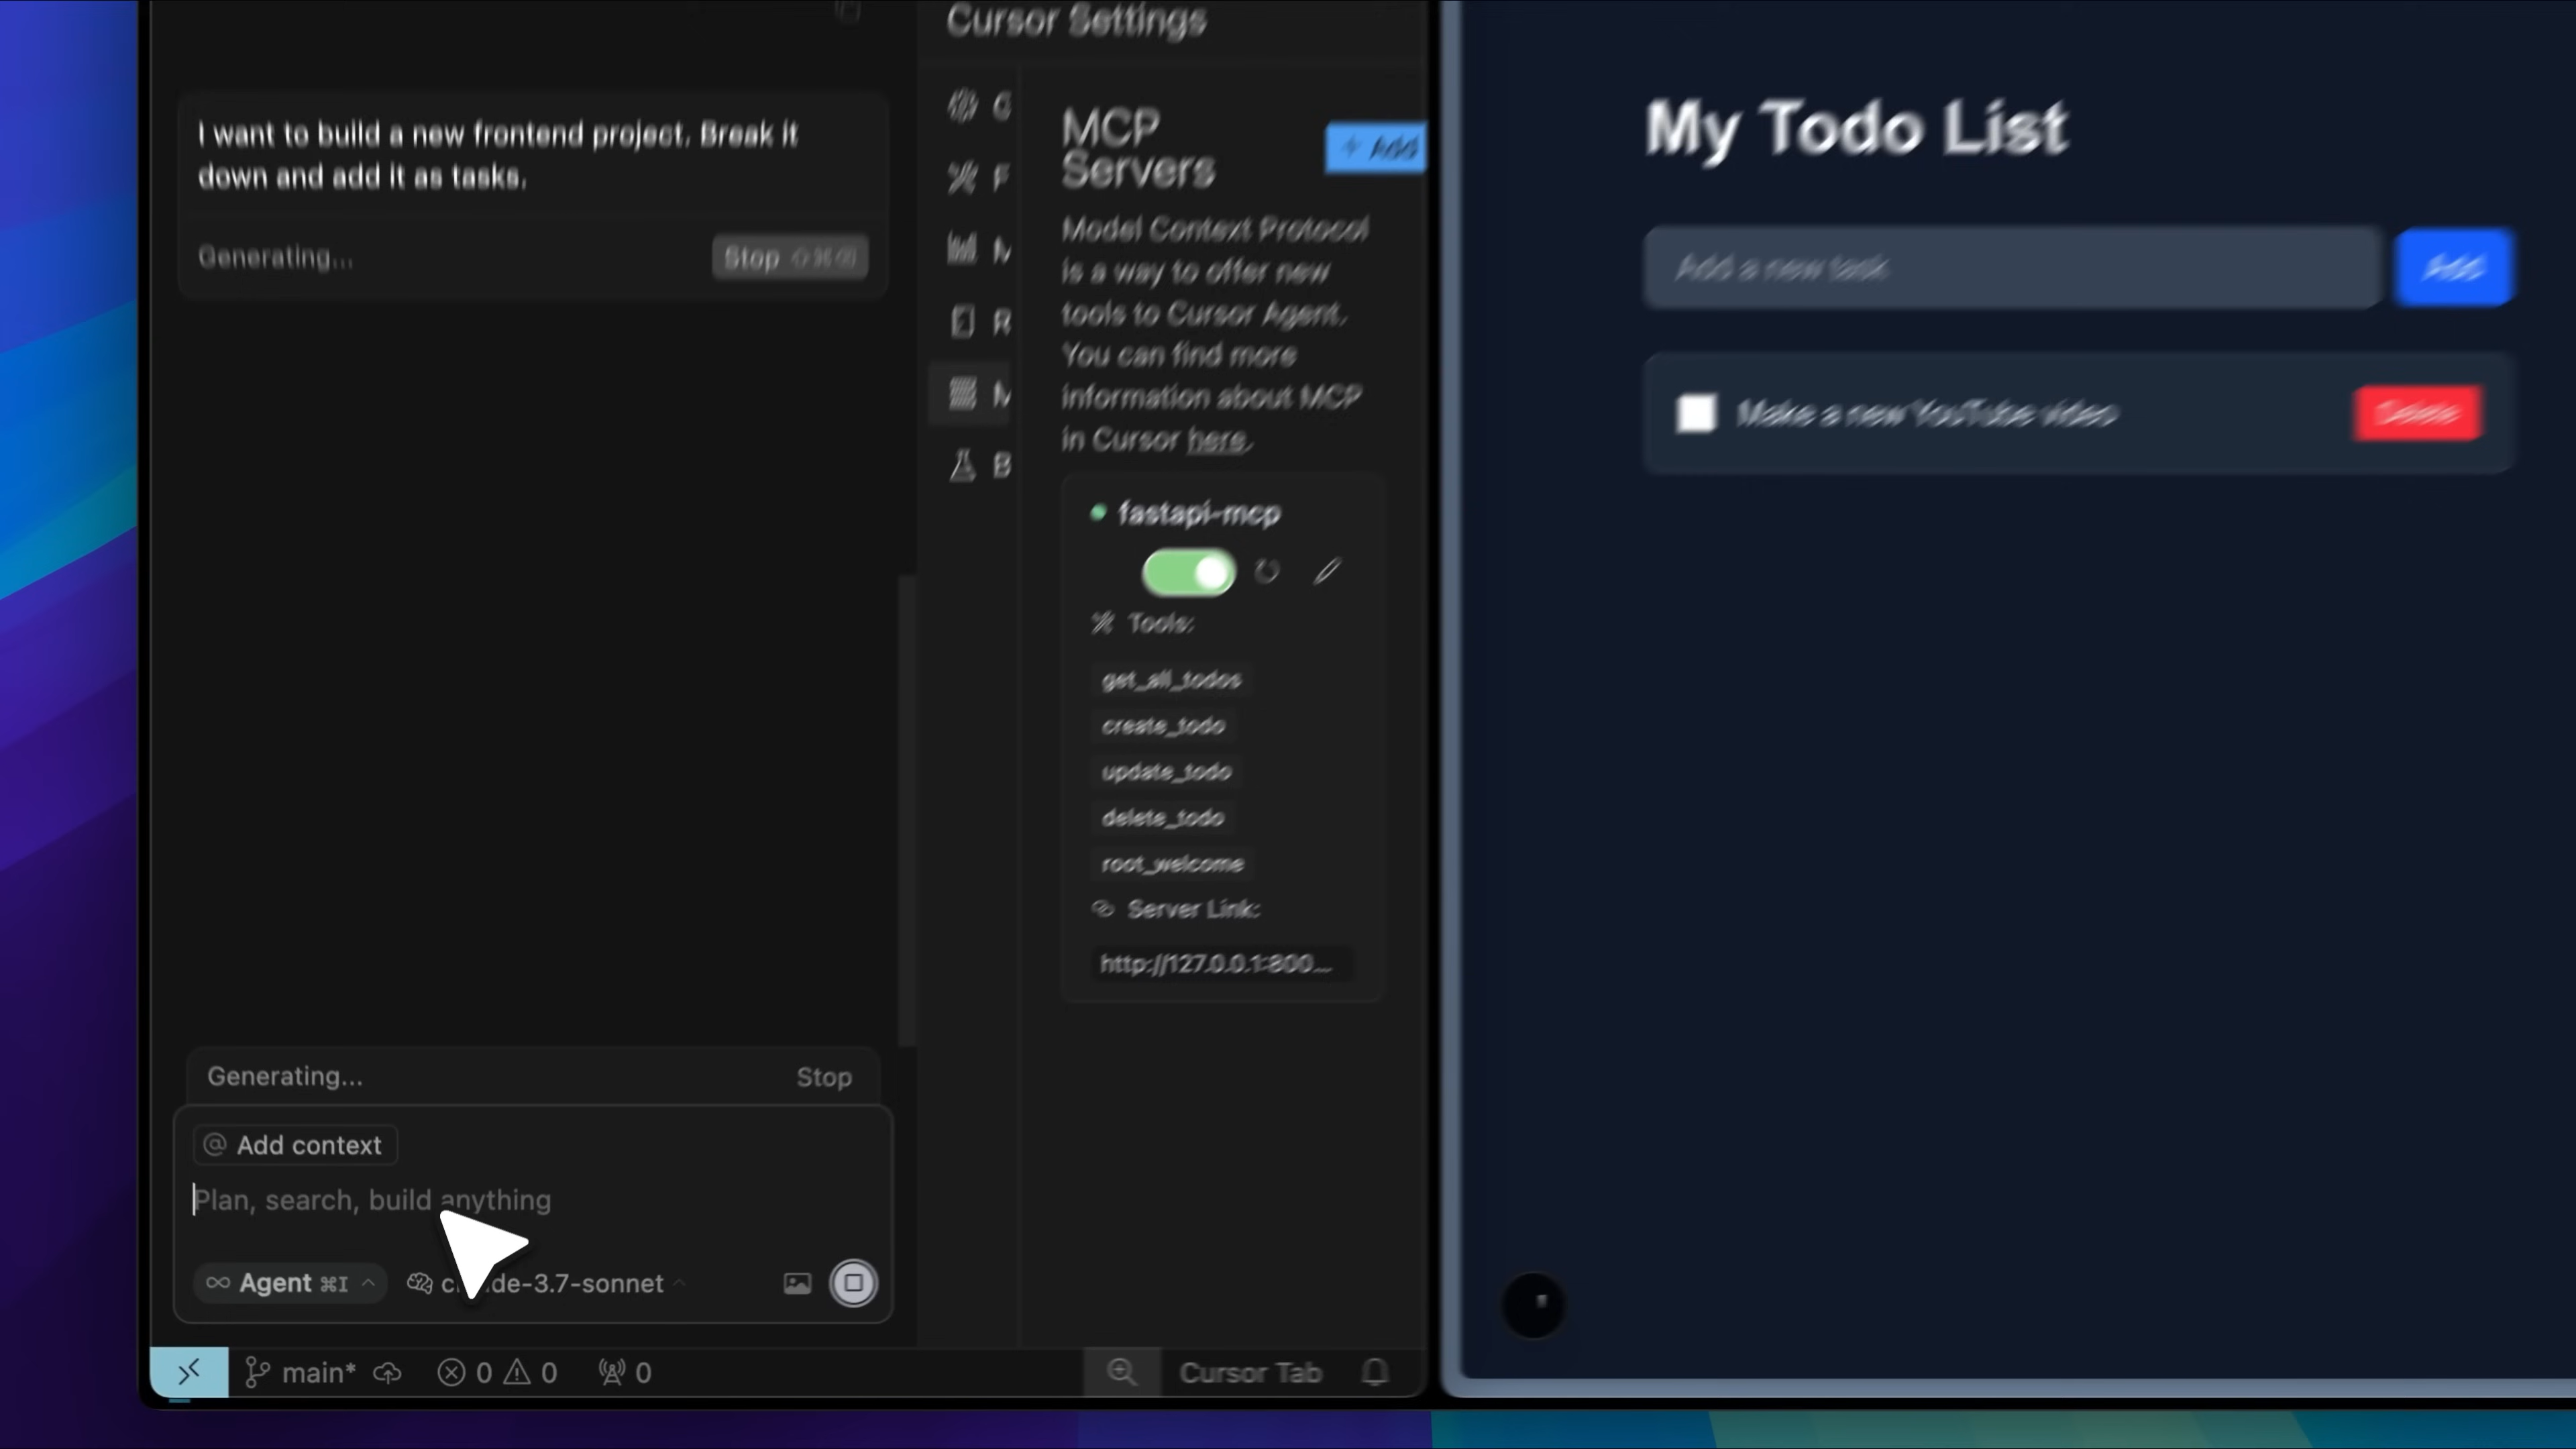 I want to build a new frontend project. Break it
down and add it as tasks.
Generating...
Stop
Generating...
Stop
@ Add context
Plan, search, build anything
Agent ⌘I
de-3.7-sonnet
main*
0
0
0
Cursor Tab
Cursor Settings
G
F
M
R
M
B
MCP
Servers
+ Add
Model Context Protocol
is a way to offer new
tools to Cursor Agent.
You can find more
information about MCP
in Cursor here.
fastapi-mcp
Tools:
get_all_todos
create_todo
update_todo
delete_todo
root_welcome
Server Link:
http://127.0.0.1:800...
My Todo List
Add a new task
Add
Make a new YouTube video
Delete